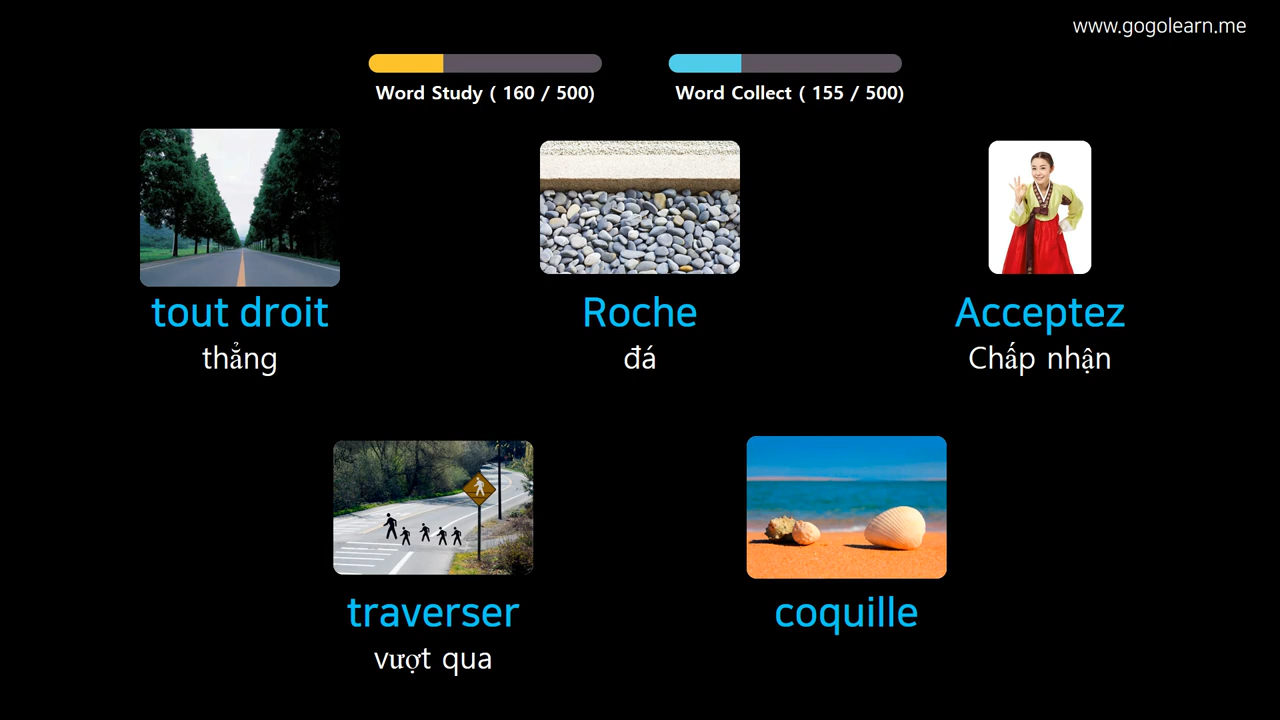 www.gogolearn.me
Word Study ( 160 / 500)
Word Collect ( 155 / 500)
tout droit
thẳng
Roche
đá
Acceptez
Chấp nhận
traverser
vượt qua
coquille